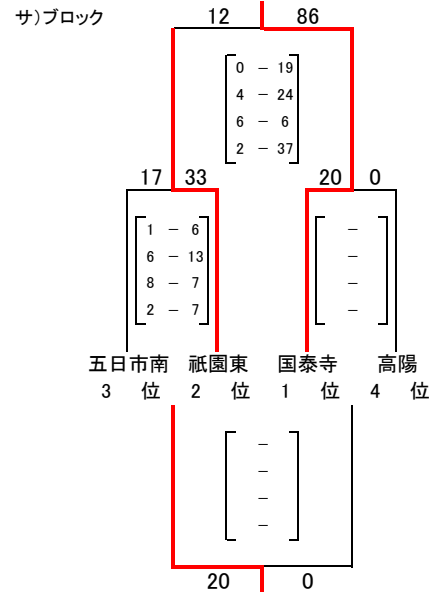 サ)ブロック 12 86
0 － 19
4 － 24
6 － 6
2 － 37
17 33 20 0
1 － 6 －
6 － 13 －
8 － 7 －
2 － 7 －
五日市南 祇園東 国泰寺 高陽
3 位 2 位 1 位 4 位
－
－
－
－
20 0